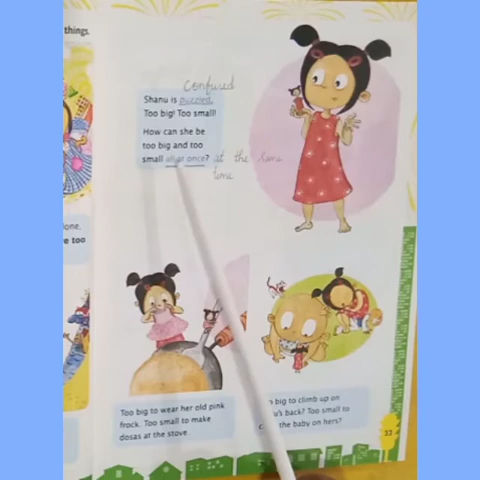 things.
confused
Shanu is puzzled.
Too big! Too small!
How can she be
too big and too
small all at once? at the same
time
lone,
e too
Too big to wear her old pink
frock. Too small to make
dosas at the stove.
big to climb up on
u's back? Too small to
the baby on hers?
33